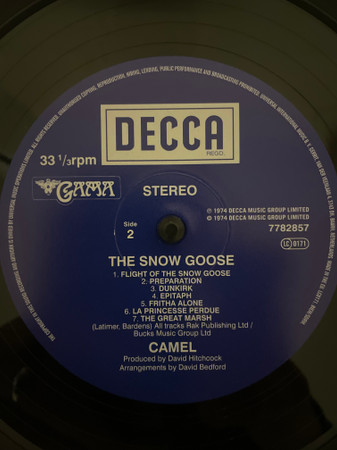 DECCA
REGD.
33 1/3rpm
GAMA
STEREO
Side
2
℗ 1974 DECCA MUSIC GROUP LIMITED
© 1974 DECCA MUSIC GROUP LIMITED
7782857
LC 0171
THE SNOW GOOSE
1. FLIGHT OF THE SNOW GOOSE
2. PREPARATION
3. DUNKIRK
4. EPITAPH
5. FRITHA ALONE
6. LA PRINCESSE PERDUE
7. THE GREAT MARSH
(Latimer, Bardens) All tracks Rak Publishing Ltd /
Bucks Music Group Ltd
CAMEL
Produced by David Hitchcock
Arrangements by David Bedford